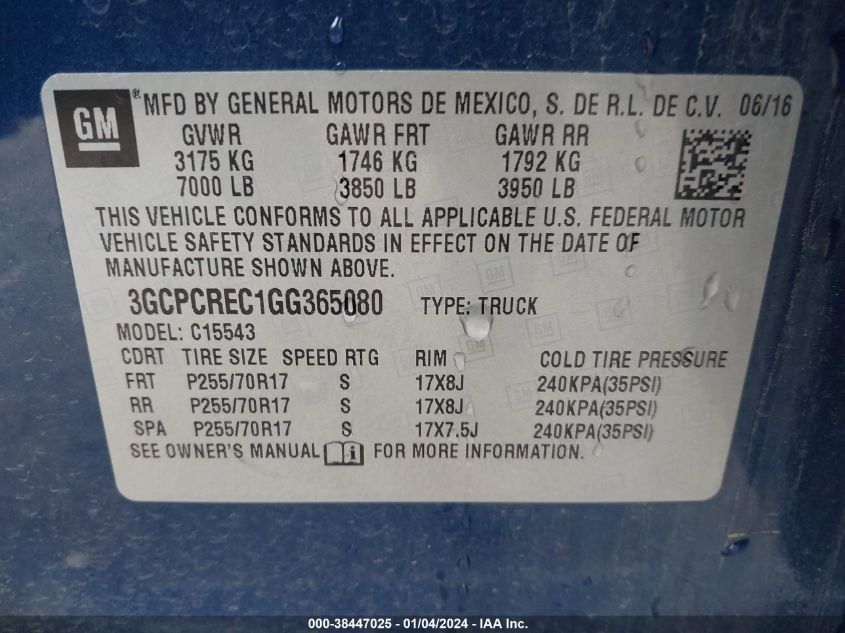 GM® MFD BY GENERAL MOTORS DE MEXICO, S. DE R.L. DE C.V. 06/16
GVWR GAWR FRT GAWR RR
3175 KG 1746 KG 1792 KG
7000 LB 3850 LB 3950 LB
THIS VEHICLE CONFORMS TO ALL APPLICABLE U.S. FEDERAL MOTOR
VEHICLE SAFETY STANDARDS IN EFFECT ON THE DATE OF
MANUFACTURE SHOWN ABOVE.
3GCPCREC1GG365080 TYPE: TRUCK
MODEL: C15543
CDRT TIRE SIZE SPEED RTG RIM COLD TIRE PRESSURE
FRT P255/70R17 S 17X8J 240KPA(35PSI)
RR P255/70R17 S 17X8J 240KPA(35PSI)
SPA P255/70R17 S 17X7.5J 240KPA(35PSI)
SEE OWNER'S MANUAL FOR MORE INFORMATION.
000-38447025 - 01/04/2024 - IAA Inc.